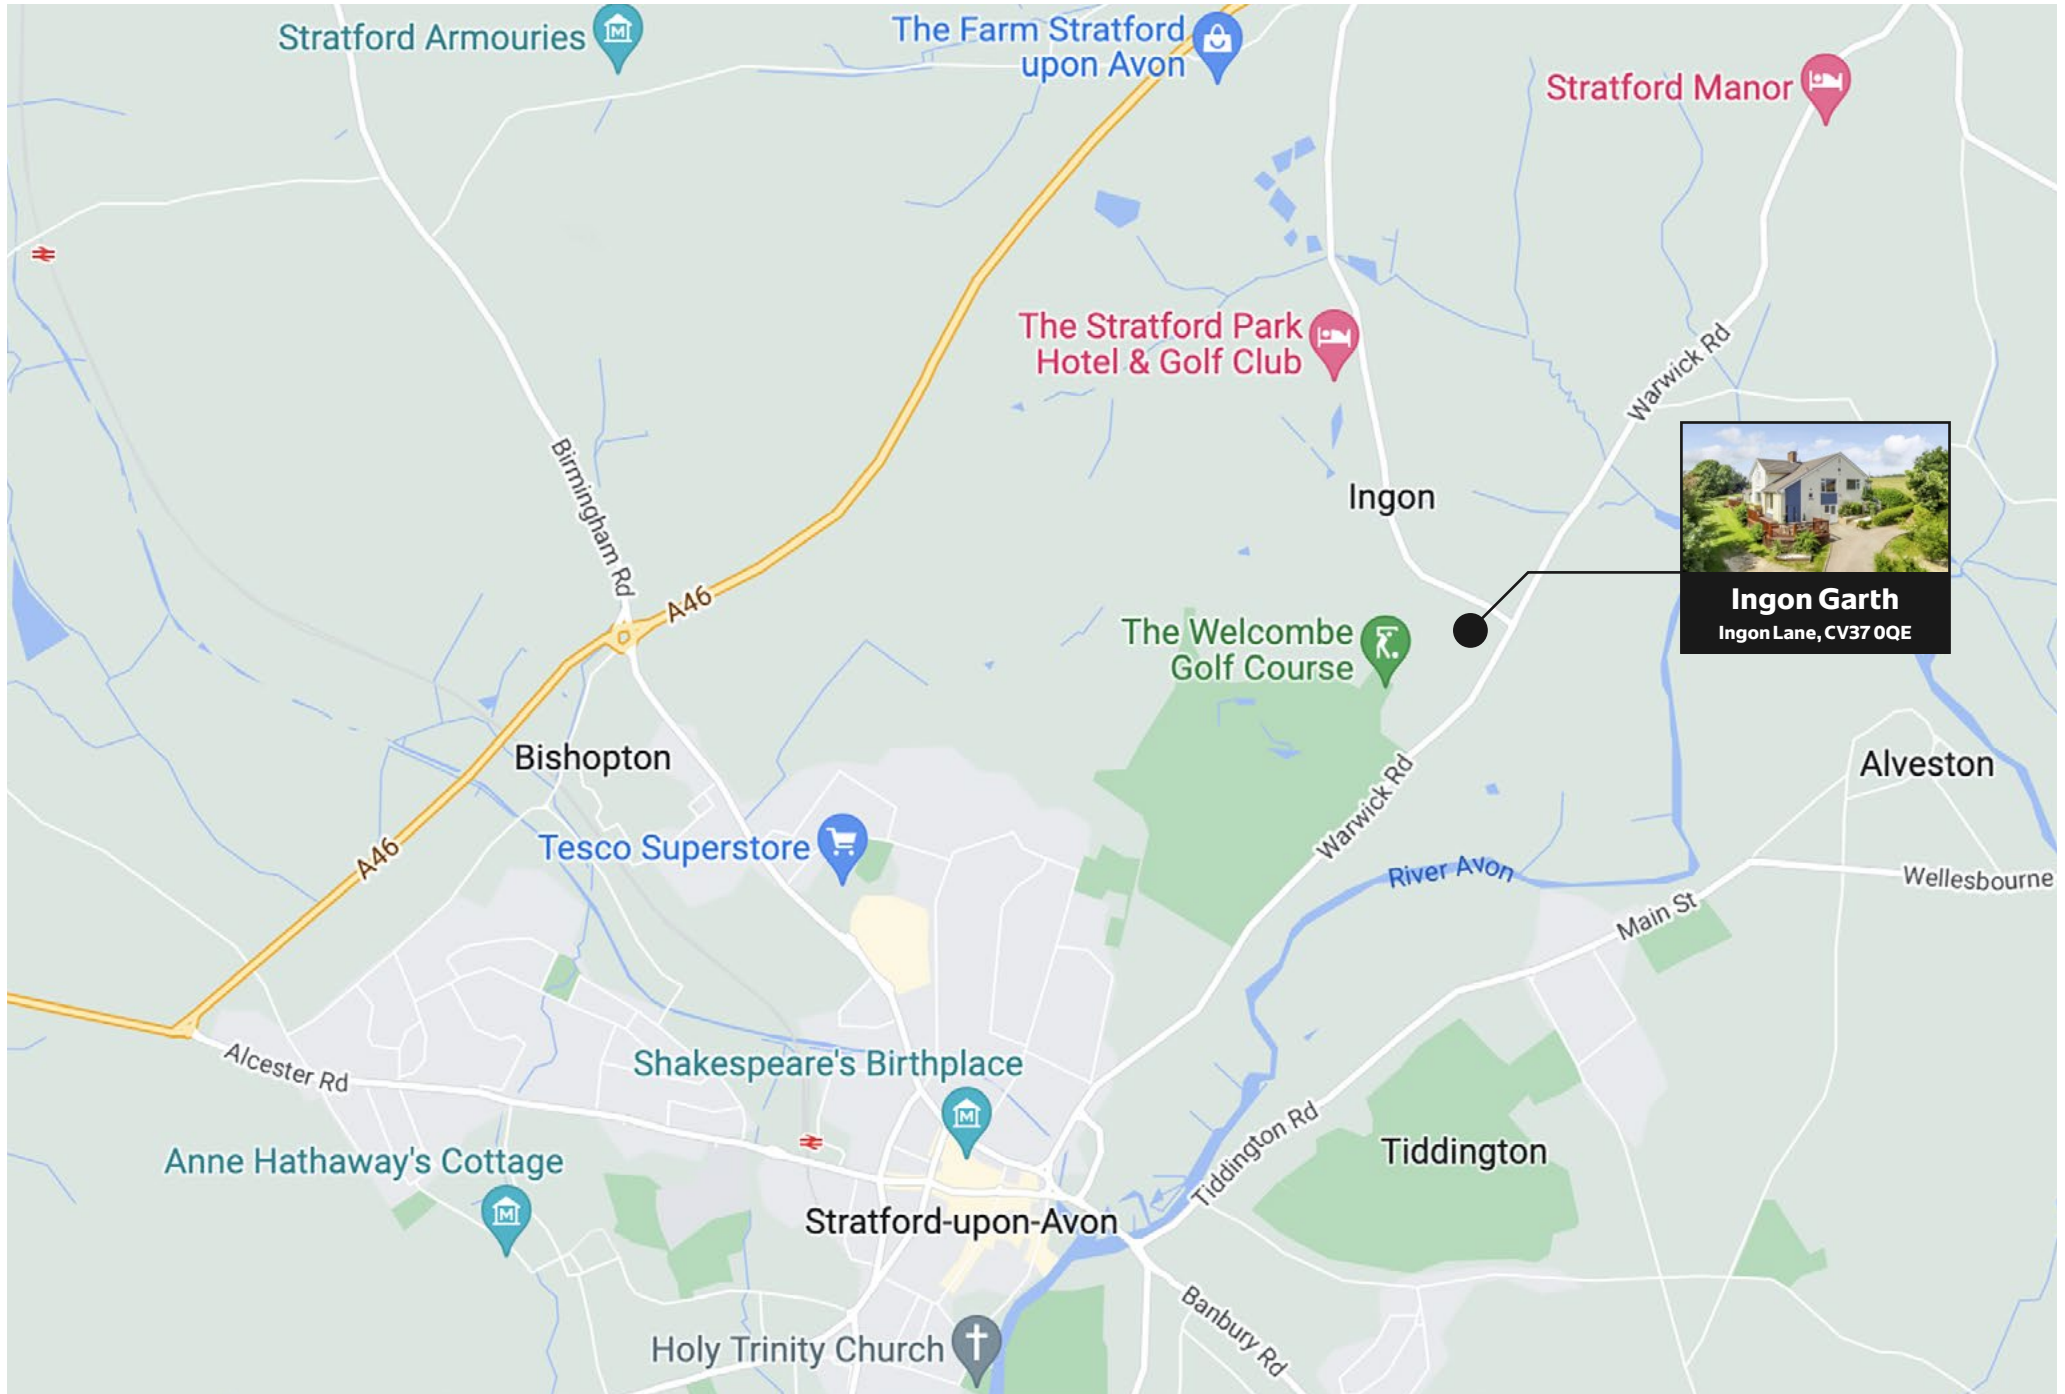 Stratford Armouries
The Farm Stratford
upon Avon
Stratford Manor
The Stratford Park
Hotel & Golf Club
Warwick Rd
Birmingham Rd
Ingon
A46
Ingon Garth
Ingon Lane, CV37 0QE
The Welcombe
Golf Course
Bishopton
Alveston
Warwick Rd
Tesco Superstore
A46
River Avon
Wellesbourne
Main St
Alcester Rd
Shakespeare's Birthplace
Tiddington Rd
Tiddington
Anne Hathaway's Cottage
Stratford-upon-Avon
Banbury Rd
Holy Trinity Church